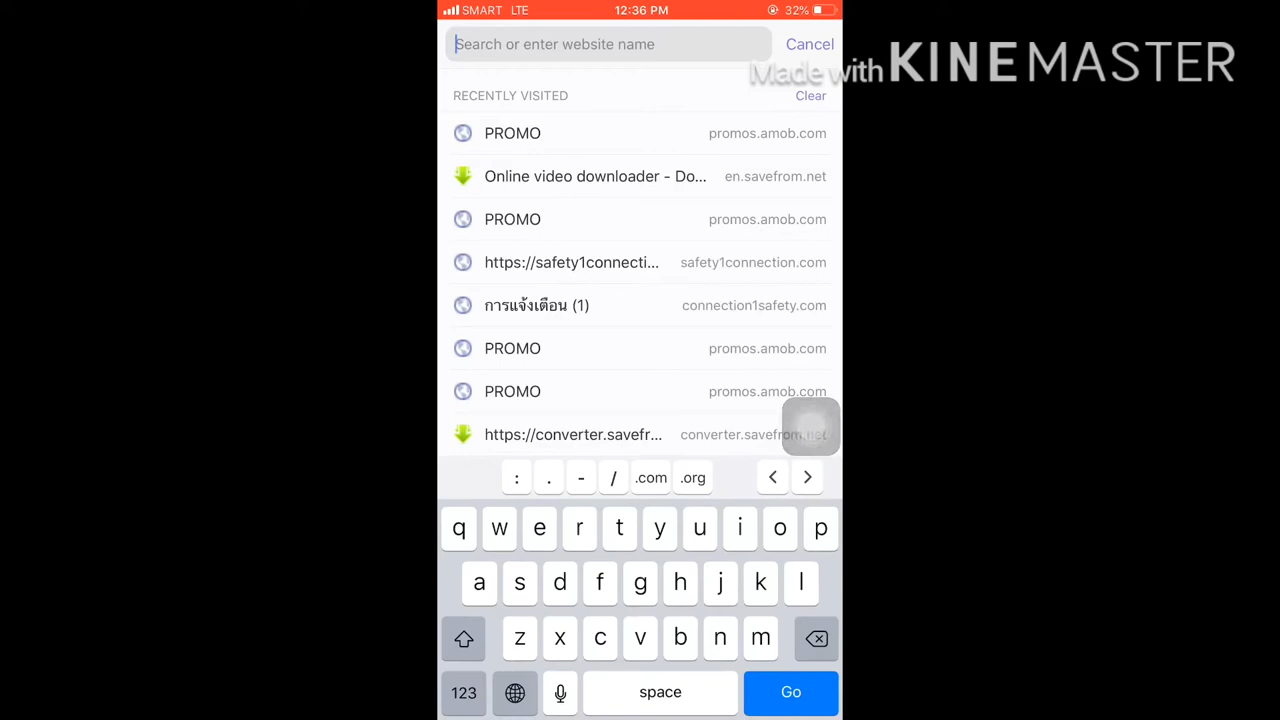 SMART LTE 12:36 PM 32%
Search or enter website name Cancel
Made with KINEMASTER
RECENTLY VISITED Clear
PROMO promos.amob.com
Online video downloader - Do... en.savefrom.net
PROMO promos.amob.com
https://safety1connecti... safety1connection.com
การแจ้งเตือน (1) connection1safety.com
PROMO promos.amob.com
PROMO promos.amob.com
https://converter.savefr... converter.savefrom.net
: . - / .com .org < >
q w e r t y u i o p
a s d f g h j k l
z x c v b n m
123 space Go